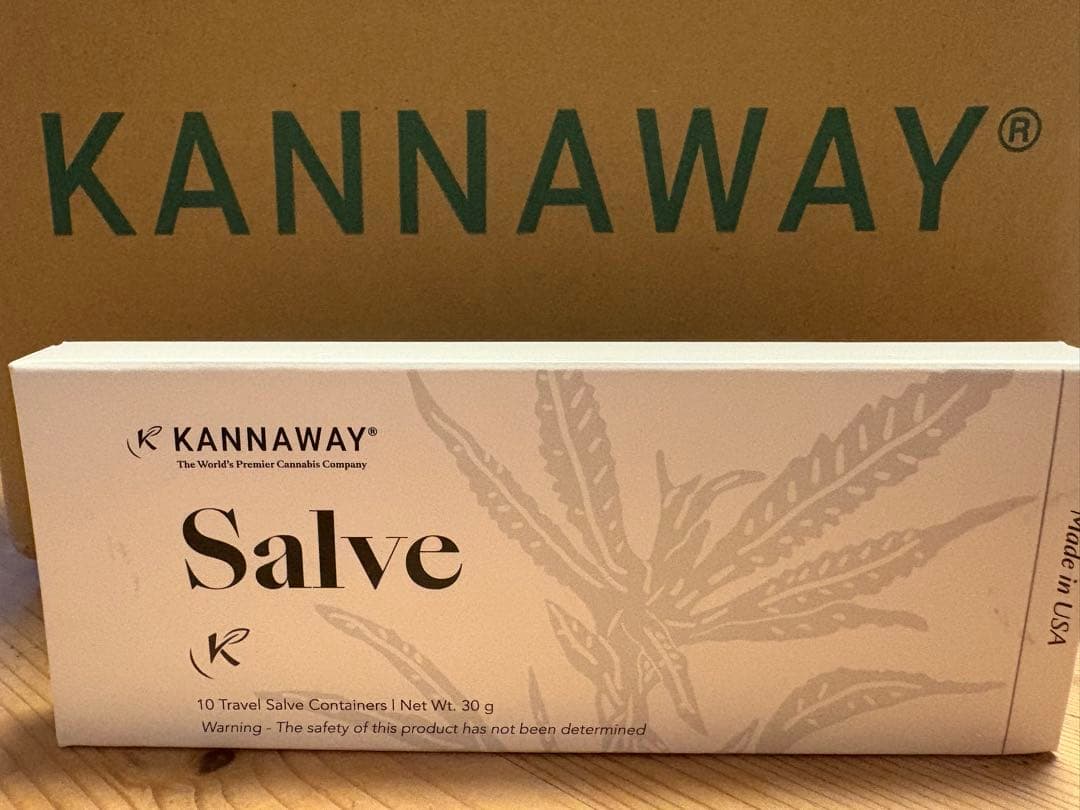 KANNAWAY®
KANNAWAY®
The World's Premier Cannabis Company
Salve
K
10 Travel Salve Containers | Net Wt. 30 g
Warning - The safety of this product has not been determined
Made in USA